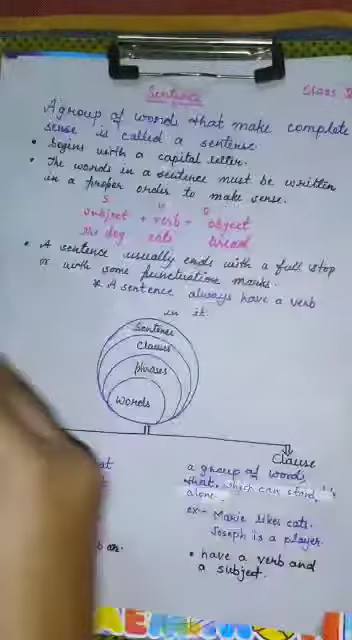 Sentence
Class
A group of words that make complete
sense is called a sentence.
• begins with a capital letter.
• The words in a sentence must be written
in a proper order to make sense.
S V O
subject + verb + object
The dog eats bread
• A sentence usually ends with a full stop
or with some punctuation marks.
* A sentence always have a verb
in it.
Sentence
Clauses
phrases
words
Clause
a group of words
that which can stand
alone.
ex- Marie likes cats.
Joseph is a player.
• have a verb and
a subject.